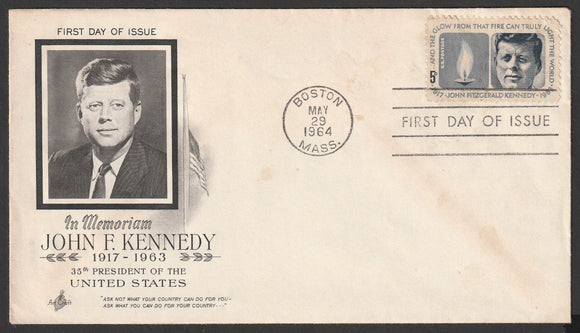 FIRST DAY OF ISSUE
In Memoriam
JOHN F. KENNEDY
1917 - 1963
35th PRESIDENT OF THE
UNITED STATES
"ASK NOT WHAT YOUR COUNTRY CAN DO FOR YOU-
ASK WHAT YOU CAN DO FOR YOUR COUNTRY..."
ArtCraft
BOSTON
MAY
29
1964
MASS.
AND THE GLOW FROM THAT FIRE CAN TRULY LIGHT THE WORLD
5¢
U.S. POSTAGE
1917·JOHN FITZGERALD KENNEDY·19
FIRST DAY OF ISSUE